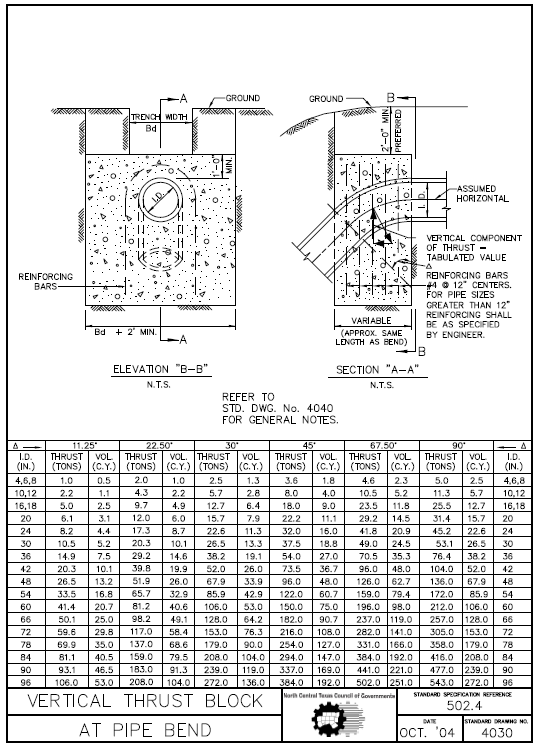 A
GROUND
TRENCH WIDTH
Bd
1'-0"
MIN.
I.D.
REINFORCING
BARS
Bd + 2' MIN.
A
ELEVATION "B-B"
N.T.S.
B
GROUND
2'-0" MIN.
PREFERRED
I. D.
ASSUMED
HORIZONTAL
VERTICAL COMPONENT
OF THRUST -
TABULATED VALUE
Δ
REINFORCING BARS
#4 @ 12" CENTERS.
FOR PIPE SIZES
GREATER THAN 12"
REINFORCING SHALL
BE AS SPECIFIED
BY ENGINEER.
VARIABLE
(APPROX. SAME
LENGTH AS BEND)
B
SECTION "A-A"
N.T.S.
REFER TO
STD. DWG. No. 4040
FOR GENERAL NOTES.
Δ 11.25° 22.50° 30° 45° 67.50° 90° Δ
I.D. THRUST VOL. THRUST VOL. THRUST VOL. THRUST VOL. THRUST VOL. THRUST VOL. I.D.
(IN.) (TONS) (C.Y.) (TONS) (C.Y.) (TONS) (C.Y.) (TONS) (C.Y.) (TONS) (C.Y.) (TONS) (C.Y.) (IN.)
4,6,8 1.0 0.5 2.0 1.0 2.5 1.3 3.6 1.8 4.6 2.3 5.0 2.5 4,6,8
10,12 2.2 1.1 4.3 2.2 5.7 2.8 8.0 4.0 10.5 5.2 11.3 5.7 10,12
16,18 5.0 2.5 9.7 4.9 12.7 6.4 18.0 9.0 23.5 11.8 25.5 12.7 16,18
20 6.1 3.1 12.0 6.0 15.7 7.9 22.2 11.1 29.2 14.5 31.4 15.7 20
24 8.2 4.4 17.3 8.7 22.6 11.3 32.0 16.0 41.8 20.9 45.2 22.6 24
30 10.5 5.2 20.3 10.1 26.5 13.3 37.5 18.8 49.0 24.5 53.1 26.5 30
36 14.9 7.5 29.2 14.6 38.2 19.1 54.0 27.0 70.5 35.3 76.4 38.2 36
42 20.3 10.1 39.8 19.9 52.0 26.0 73.5 36.7 96.0 48.0 104.0 52.0 42
48 26.5 13.2 51.9 26.0 67.9 33.9 96.0 48.0 126.0 62.7 136.0 67.9 48
54 33.5 16.8 65.7 32.9 85.9 42.9 122.0 60.7 159.0 79.4 172.0 85.9 54
60 41.4 20.7 81.2 40.6 106.0 53.0 150.0 75.0 196.0 98.0 212.0 106.0 60
66 50.1 25.0 98.2 49.1 128.0 64.2 182.0 90.7 237.0 119.0 257.0 128.0 66
72 59.6 29.8 117.0 58.4 153.0 76.3 216.0 108.0 282.0 141.0 305.0 153.0 72
78 69.9 35.0 137.0 68.6 179.0 90.0 254.0 127.0 331.0 166.0 358.0 179.0 78
84 81.1 40.5 159.0 79.5 208.0 104.0 294.0 147.0 384.0 192.0 416.0 208.0 84
90 93.1 46.5 183.0 91.3 239.0 119.0 337.0 169.0 441.0 221.0 477.0 239.0 90
96 106.0 53.0 208.0 104.0 272.0 136.0 384.0 192.0 502.0 251.0 543.0 272.0 96
VERTICAL THRUST BLOCK
AT PIPE BEND
North Central Texas Council of Governments
STANDARD SPECIFICATION REFERENCE
502.4
DATE
OCT. '04
STANDARD DRAWING NO.
4030